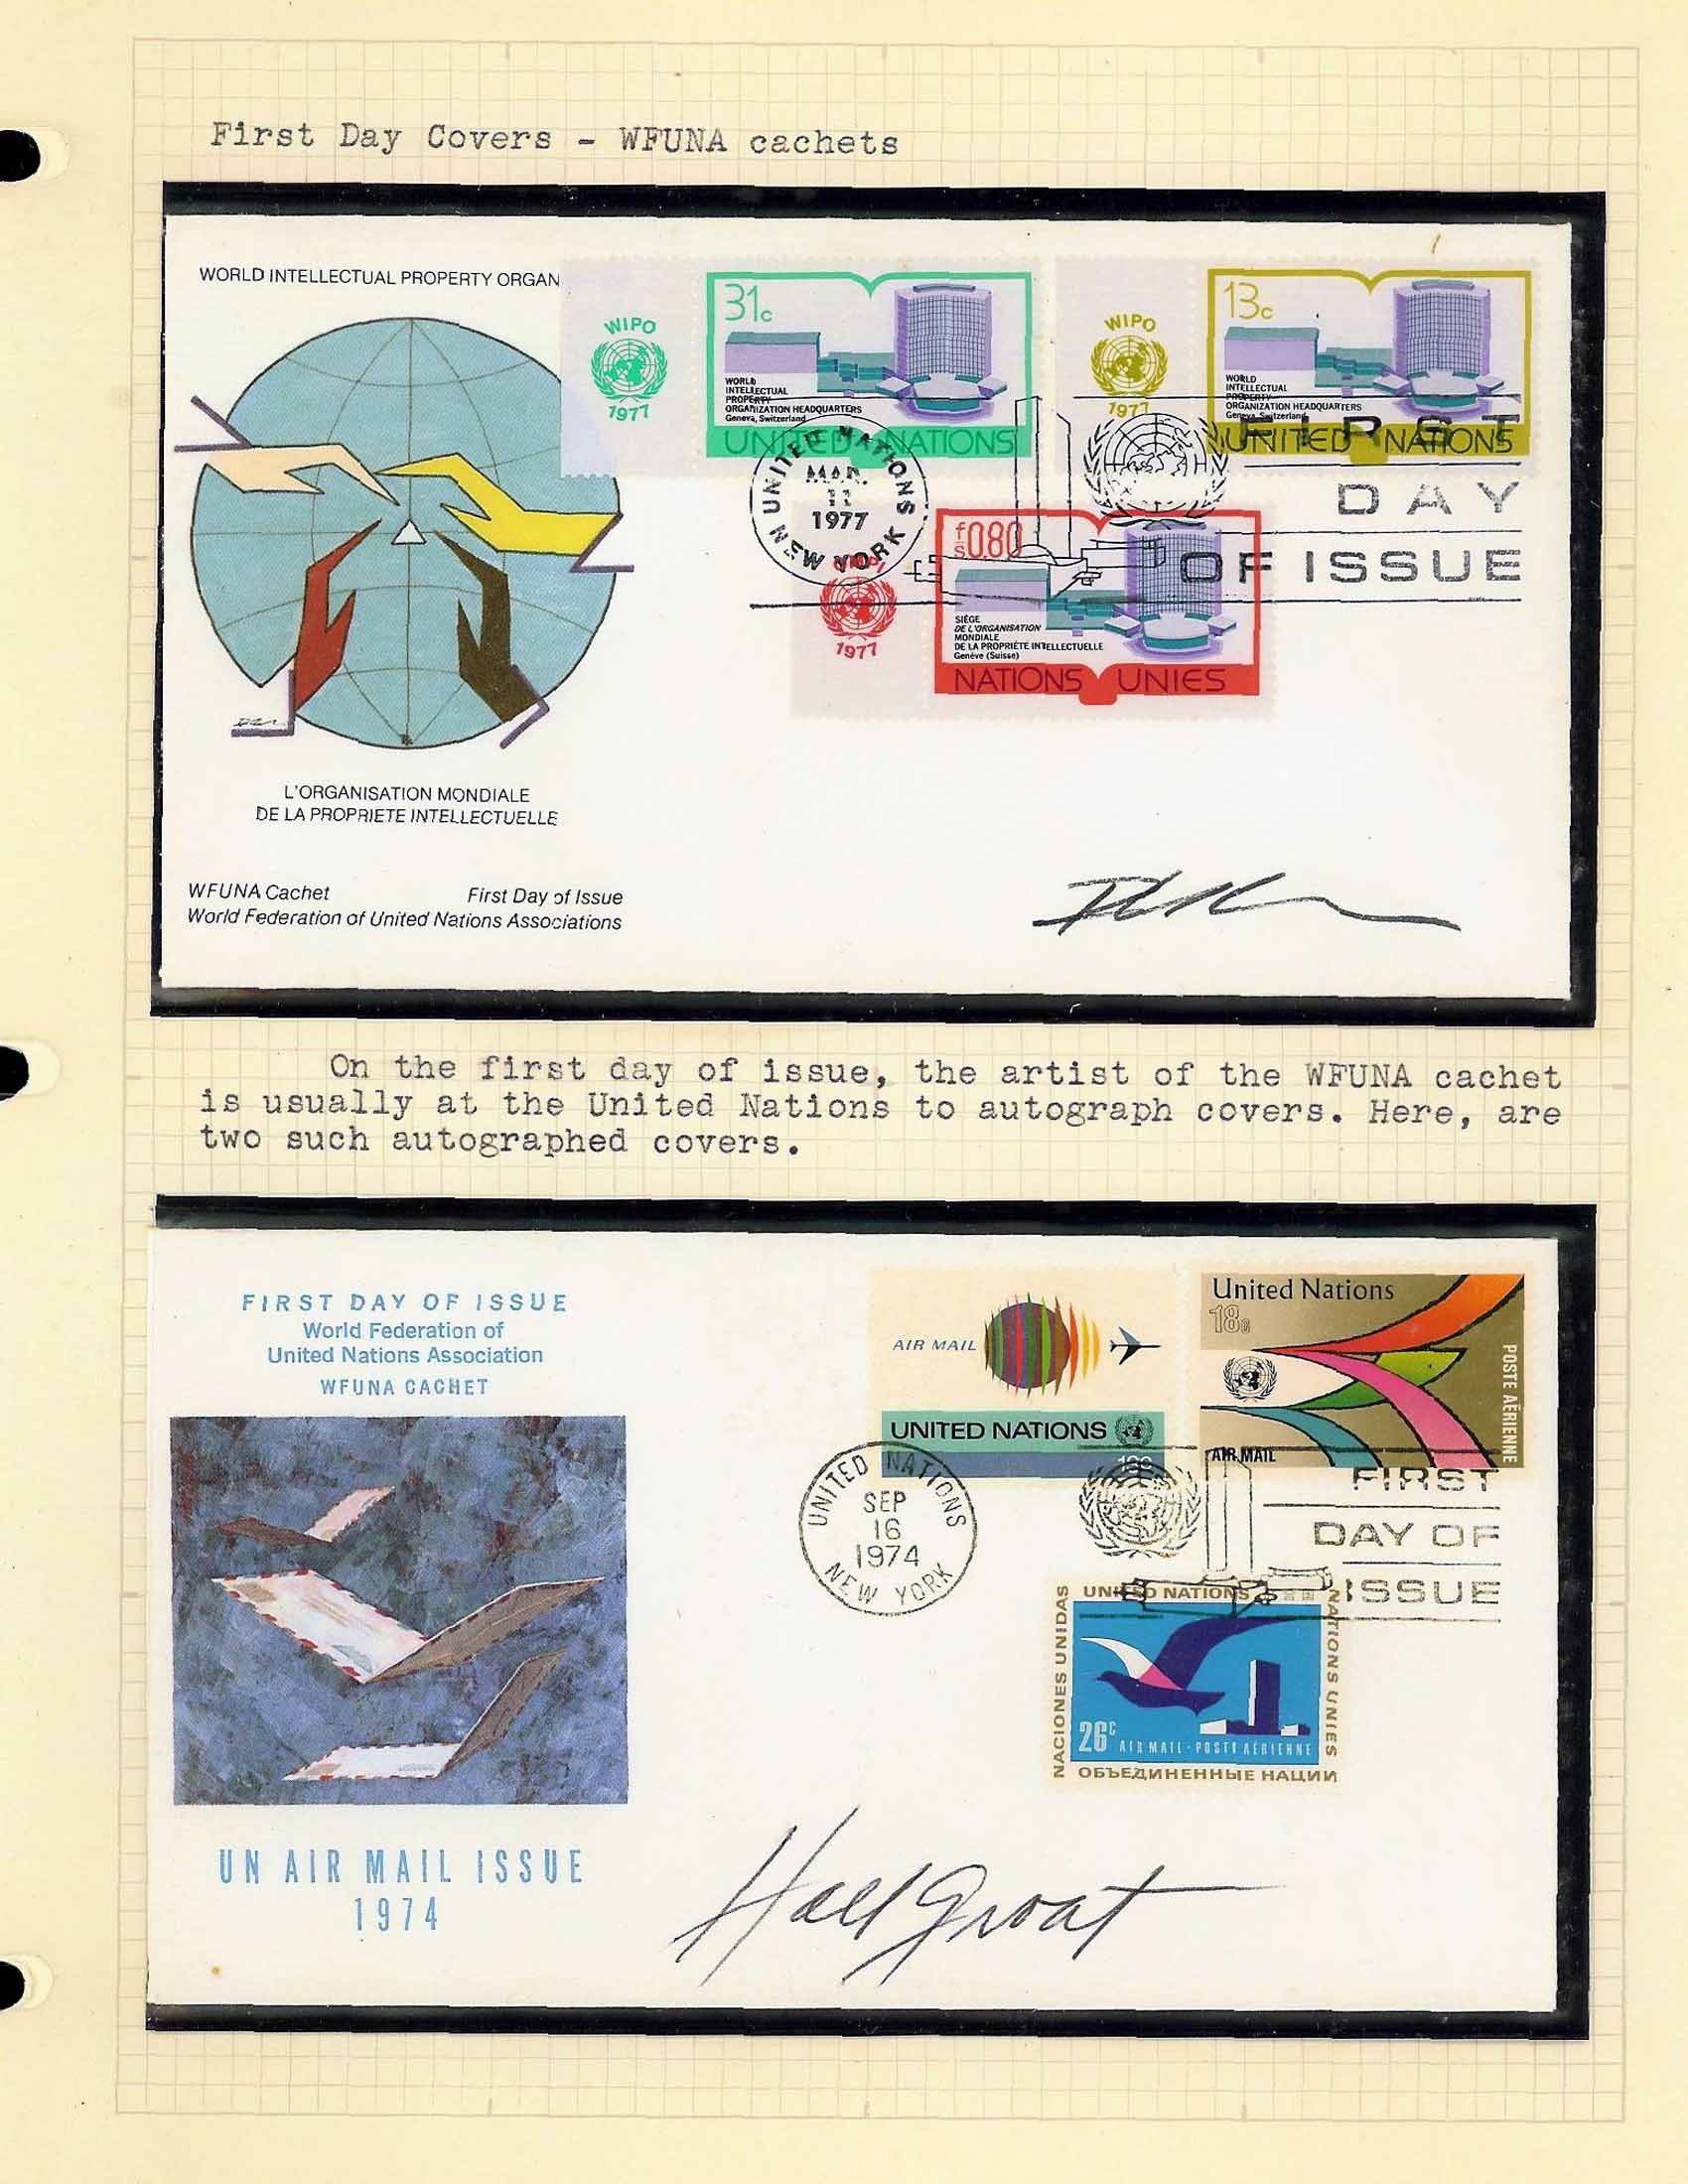 First Day Covers - WFUNA cachets
WORLD INTELLECTUAL PROPERTY ORGAN
WIPO
1977
31c
WORLD
INTELLECTUAL
PROPERTY
ORGANIZATION HEADQUARTERS
Geneva, Switzerland
UNITED NATIONS
WIPO
1977
13c
WORLD
INTELLECTUAL
PROPERTY
ORGANIZATION HEADQUARTERS
Geneva, Switzerland
UNITED NATIONS
UNITED NATIONS
MAR.
11
1977
NEW YORK
FIRST
DAY
OF ISSUE
1977
F/S 0.80
SIÈGE
DE L'ORGANISATION
MONDIALE
DE LA PROPRIÉTÉ INTELLECTUELLE
Genève (Suisse)
NATIONS UNIES
L'ORGANISATION MONDIALE
DE LA PROPRIETE INTELLECTUELLE
WFUNA Cachet First Day of Issue
World Federation of United Nations Associations
On the first day of issue, the artist of the WFUNA cachet
is usually at the United Nations to autograph covers. Here, are
two such autographed covers.
FIRST DAY OF ISSUE
World Federation of
United Nations Association
WFUNA CACHET
UN AIR MAIL ISSUE
1974
AIR MAIL
UNITED NATIONS
United Nations
18c
POSTE AÉRIENNE
AIR MAIL
UNITED NATIONS
SEP
16
1974
NEW YORK
FIRST
DAY OF
ISSUE
UNITED NATIONS
NACIONES UNIDAS
NATIONS UNIES
26c AIR MAIL · POSTE AÉRIENNE
ОБЪЕДИНЕННЫЕ НАЦИИ
Hall Groat